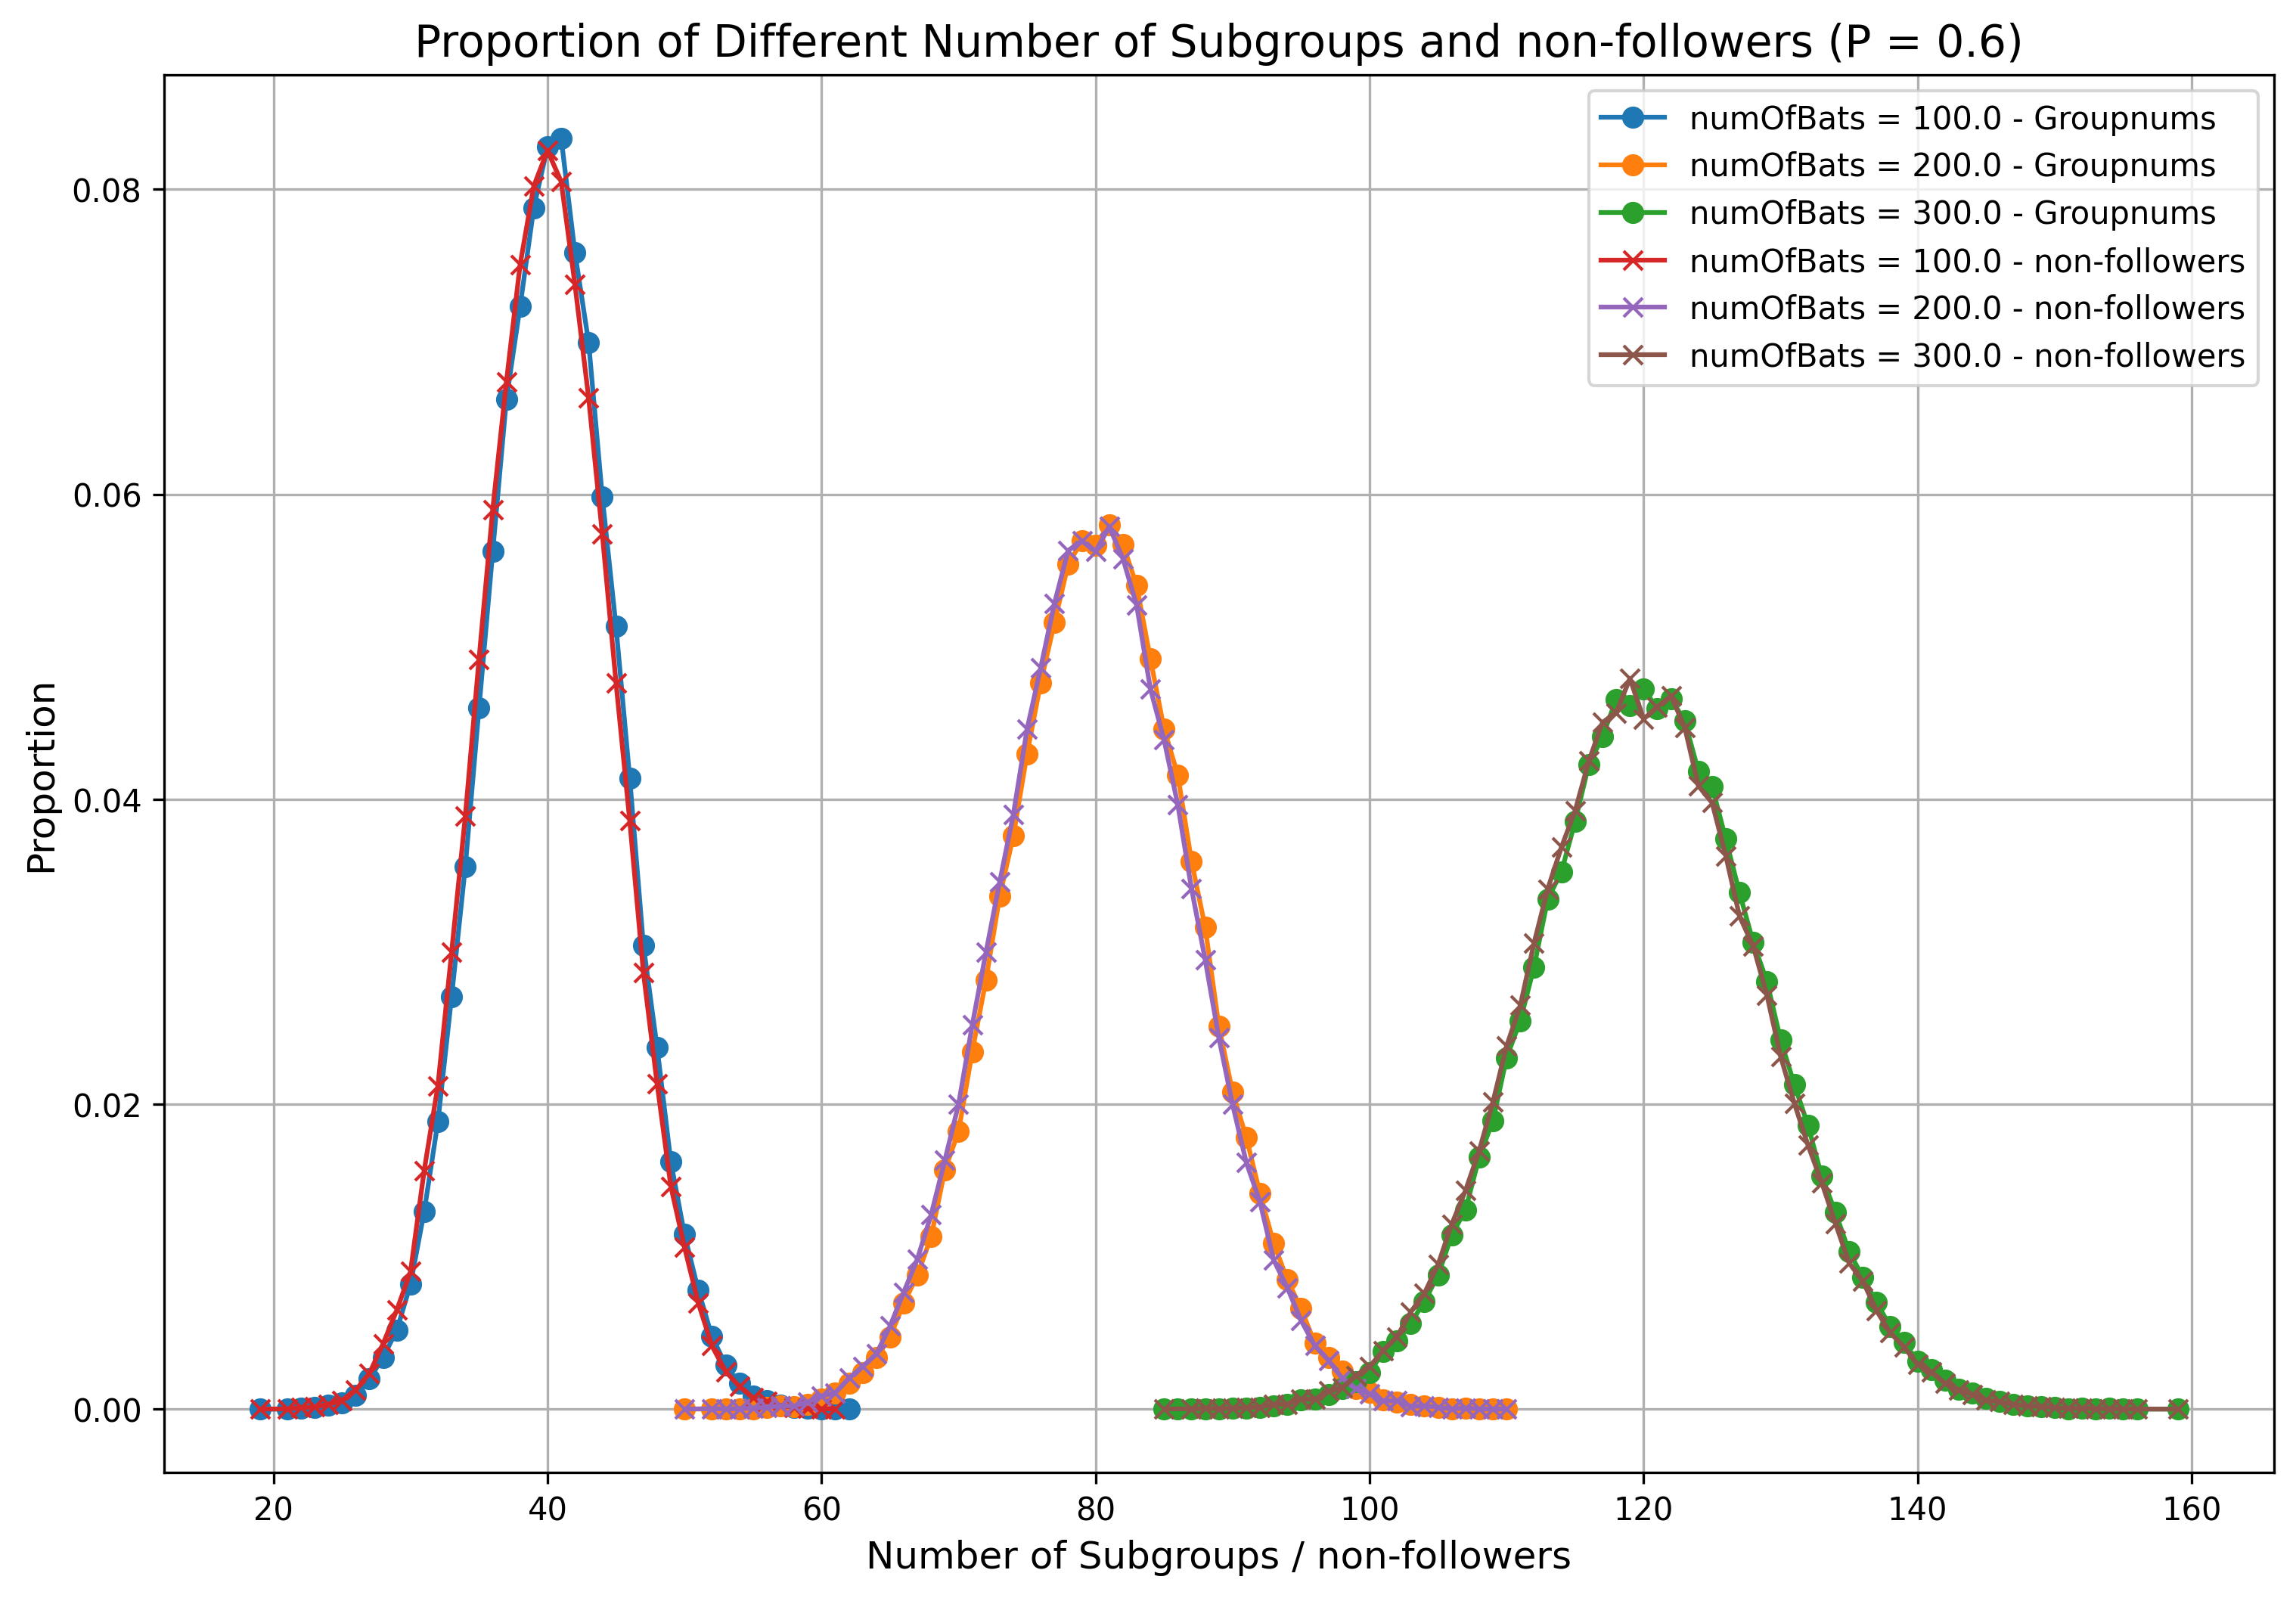 Proportion of Different Number of Subgroups and non-followers (P = 0.6)
numOfBats = 100.0 - Groupnums
numOfBats = 200.0 - Groupnums
numOfBats = 300.0 - Groupnums
numOfBats = 100.0 - non-followers
numOfBats = 200.0 - non-followers
numOfBats = 300.0 - non-followers
Proportion
0.08
0.06
0.04
0.02
0.00
20 40 60 80 100 120 140 160
Number of Subgroups / non-followers